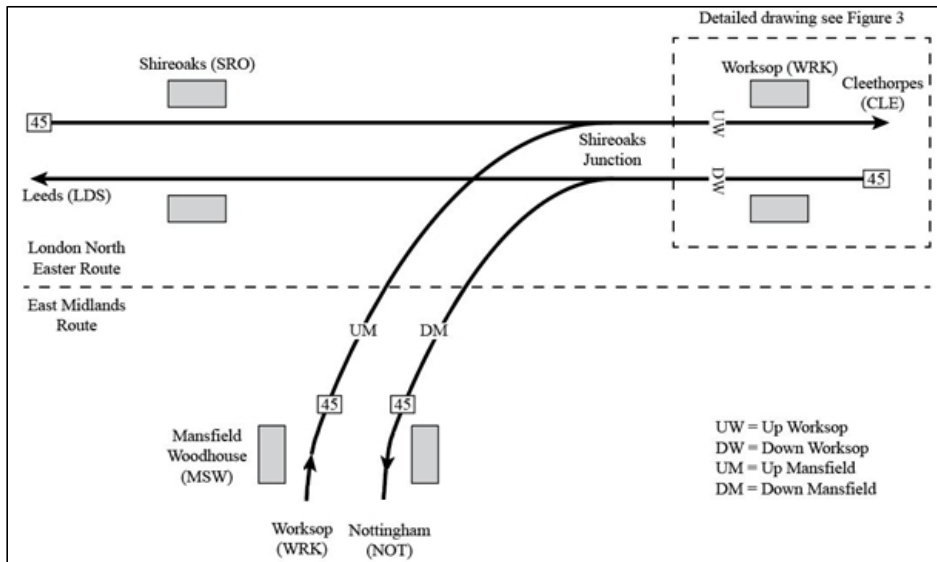 Detailed drawing see Figure 3
Shireoaks (SRO)
Worksop (WRK)
Cleethorpes
(CLE)
45
UW
Shireoaks
Junction
DW
45
Leeds (LDS)
London North
Easter Route
East Midlands
Route
UM
DM
45
45
Mansfield
Woodhouse
(MSW)
UW = Up Worksop
DW = Down Worksop
UM = Up Mansfield
DM = Down Mansfield
Worksop
(WRK)
Nottingham
(NOT)